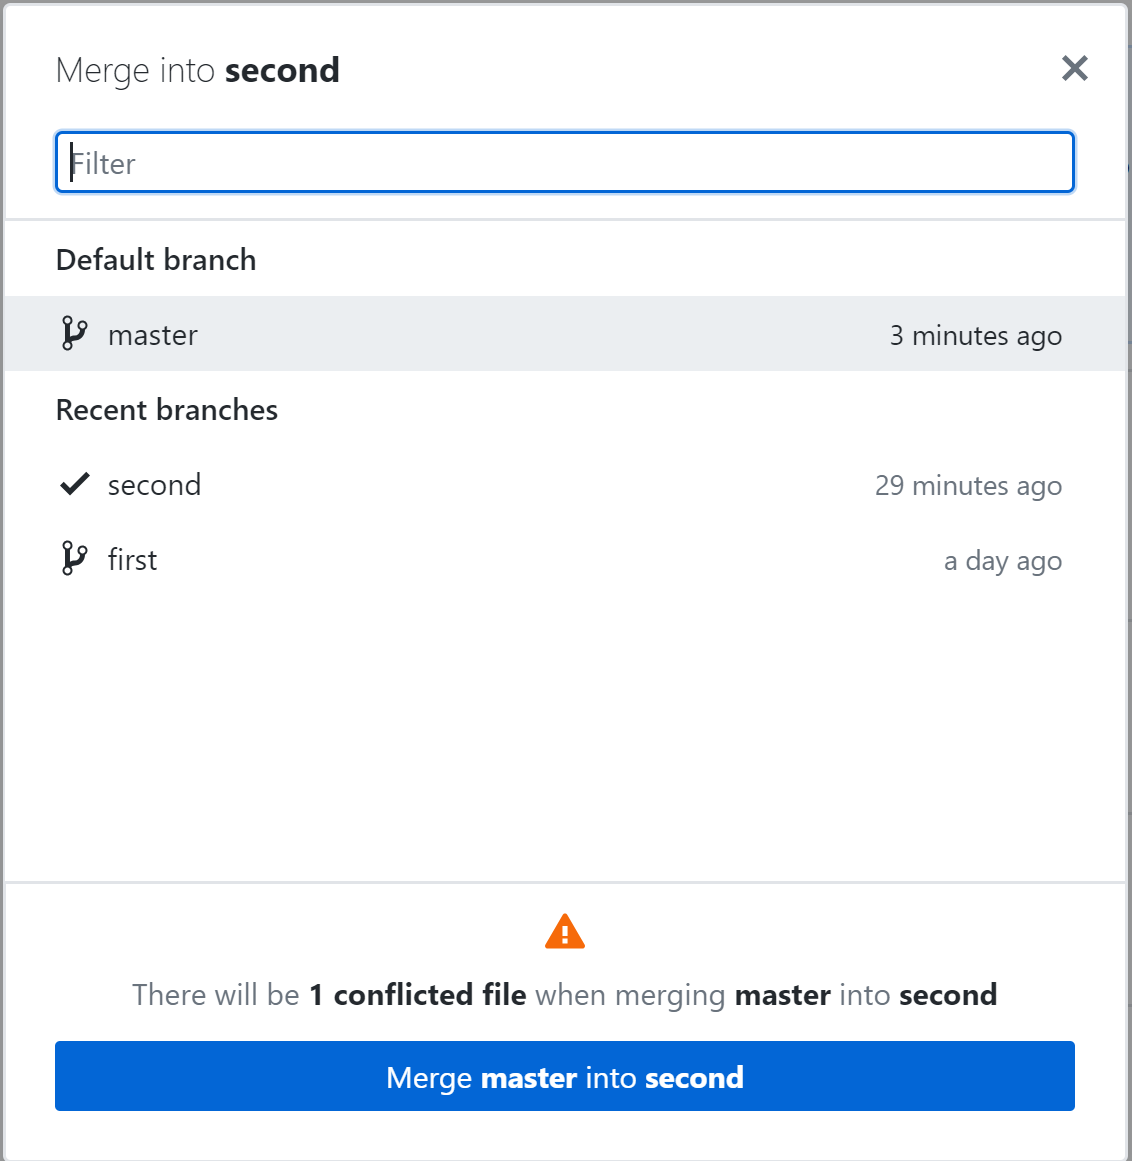 Merge into second
Filter
Default branch
master 3 minutes ago
Recent branches
second 29 minutes ago
first a day ago
There will be 1 conflicted file when merging master into second
Merge master into second